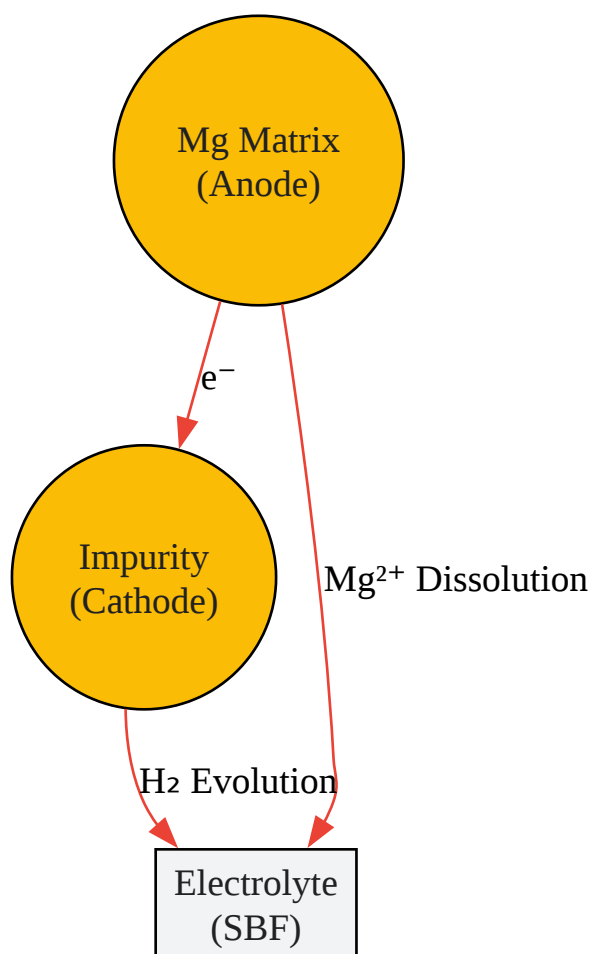 Mg Matrix
(Anode)
e⁻
Impurity
(Cathode)
Mg²⁺ Dissolution
H₂ Evolution
Electrolyte
(SBF)